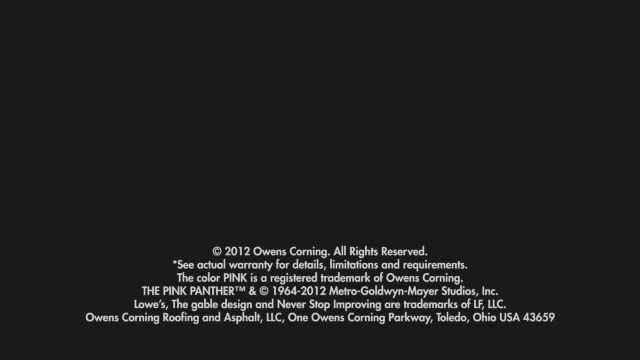 © 2012 Owens Corning. All Rights Reserved.
*See actual warranty for details, limitations and requirements.
The color PINK is a registered trademark of Owens Corning.
THE PINK PANTHER™ & © 1964-2012 Metro-Goldwyn-Mayer Studios, Inc.
Lowe's, The gable design and Never Stop Improving are trademarks of LF, LLC.
Owens Corning Roofing and Asphalt, LLC, One Owens Corning Parkway, Toledo, Ohio USA 43659